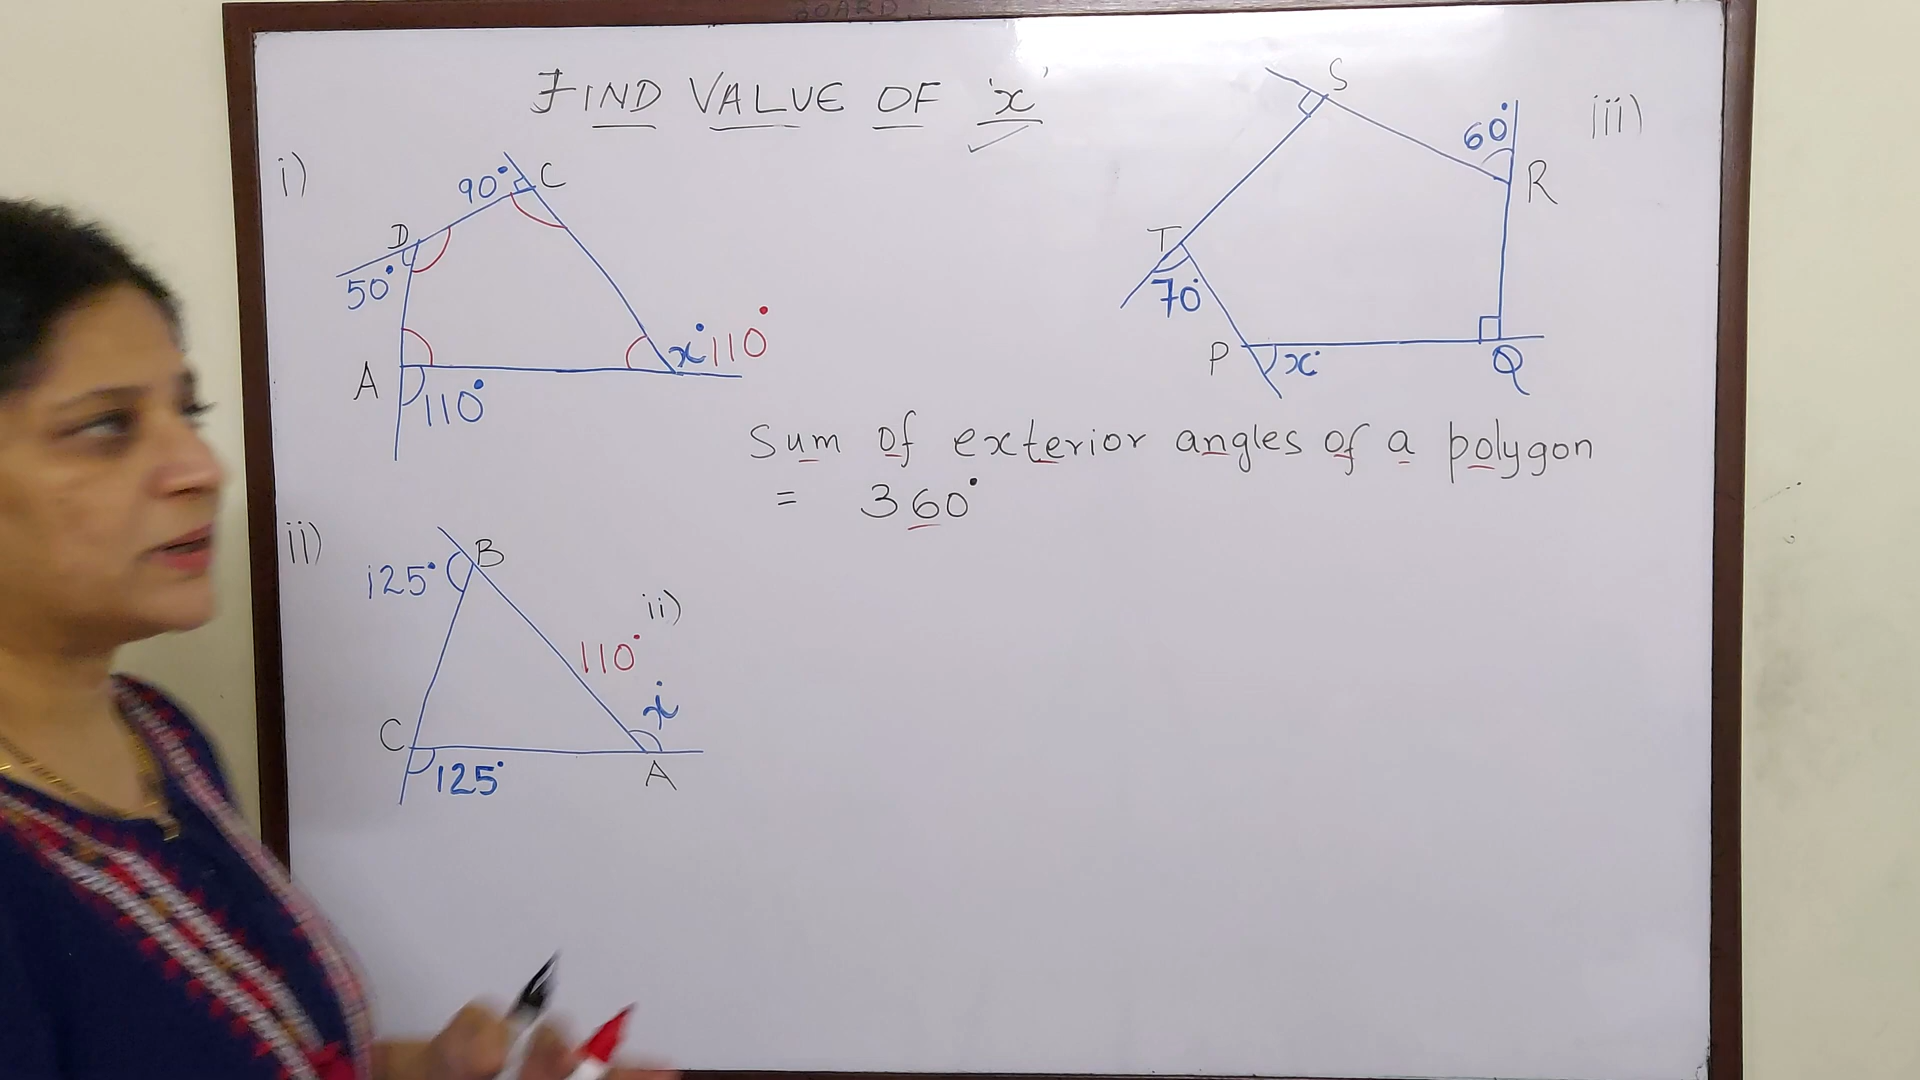 BOARD
FIND VALUE OF 'x'
i)
90°
C
D
50°
x° 110°
A
110°
S
iii)
60°
R
T
70°
P
x°
Q
Sum of exterior angles of a polygon
= 360°
ii)
B
125°
ii)
110°
x°
C
125°
A